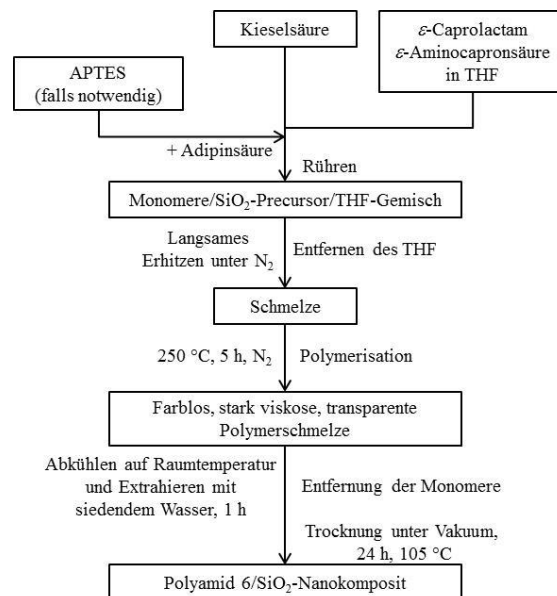 Kieselsäure
ε-Caprolactam
ε-Aminocapronsäure
in THF
APTES
(falls notwendig)
+ Adipinsäure
Rühren
Monomere/SiO₂-Precursor/THF-Gemisch
Langsames
Erhitzen unter N₂
Entfernen des THF
Schmelze
250 °C, 5 h, N₂
Polymerisation
Farblos, stark viskose, transparente
Polymerschmelze
Abkühlen auf Raumtemperatur
und Extrahieren mit
siedendem Wasser, 1 h
Entfernung der Monomere
Trocknung unter Vakuum,
24 h, 105 °C
Polyamid 6/SiO₂-Nanokomposit